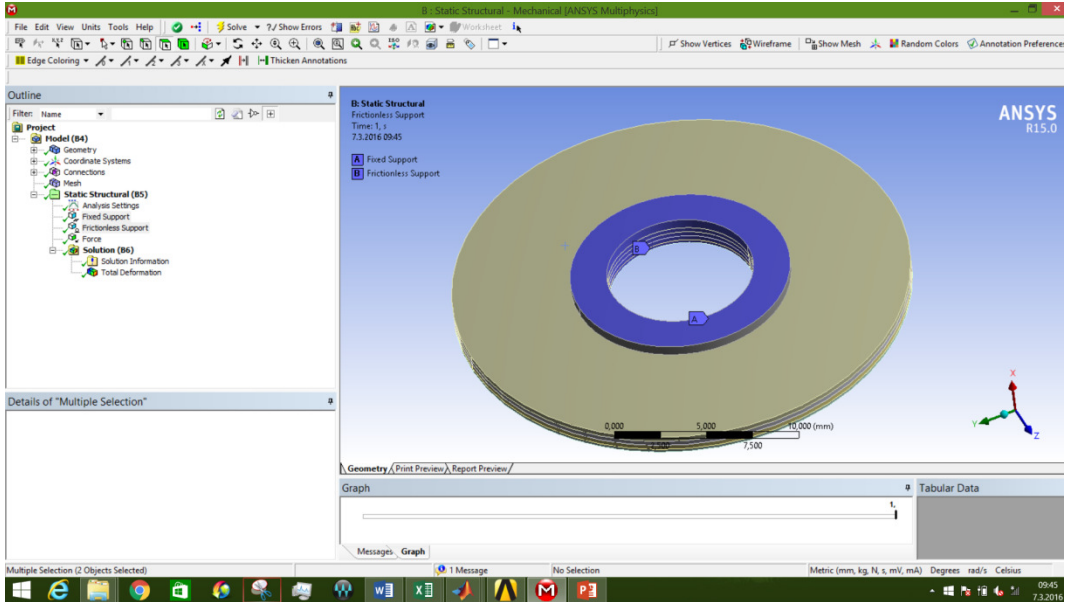 B : Static Structural - Mechanical [ANSYS Multiphysics]
File Edit View Units Tools Help Solve ?/ Show Errors Worksheet
Show Vertices Wireframe Show Mesh Random Colors Annotation Preferences
Edge Coloring Thicken Annotations
Outline
Filter: Name
Project
Model (B4)
Geometry
Coordinate Systems
Connections
Mesh
Static Structural (B5)
Analysis Settings
Fixed Support
Frictionless Support
Force
Solution (B6)
Solution Information
Total Deformation
Details of "Multiple Selection"
B: Static Structural
Frictionless Support
Time: 1, s
7.3.2016 09:45
A Fixed Support
B Frictionless Support
ANSYS
R15.0
B
A
X
Y
Z
0,000 5,000 10,000 (mm)
2,500 7,500
Geometry Print Preview Report Preview
Graph
1,
Messages Graph
Tabular Data
Multiple Selection (2 Objects Selected) 1 Message No Selection Metric (mm, kg, N, s, mV, mA) Degrees rad/s Celsius
09:45
7.3.2016